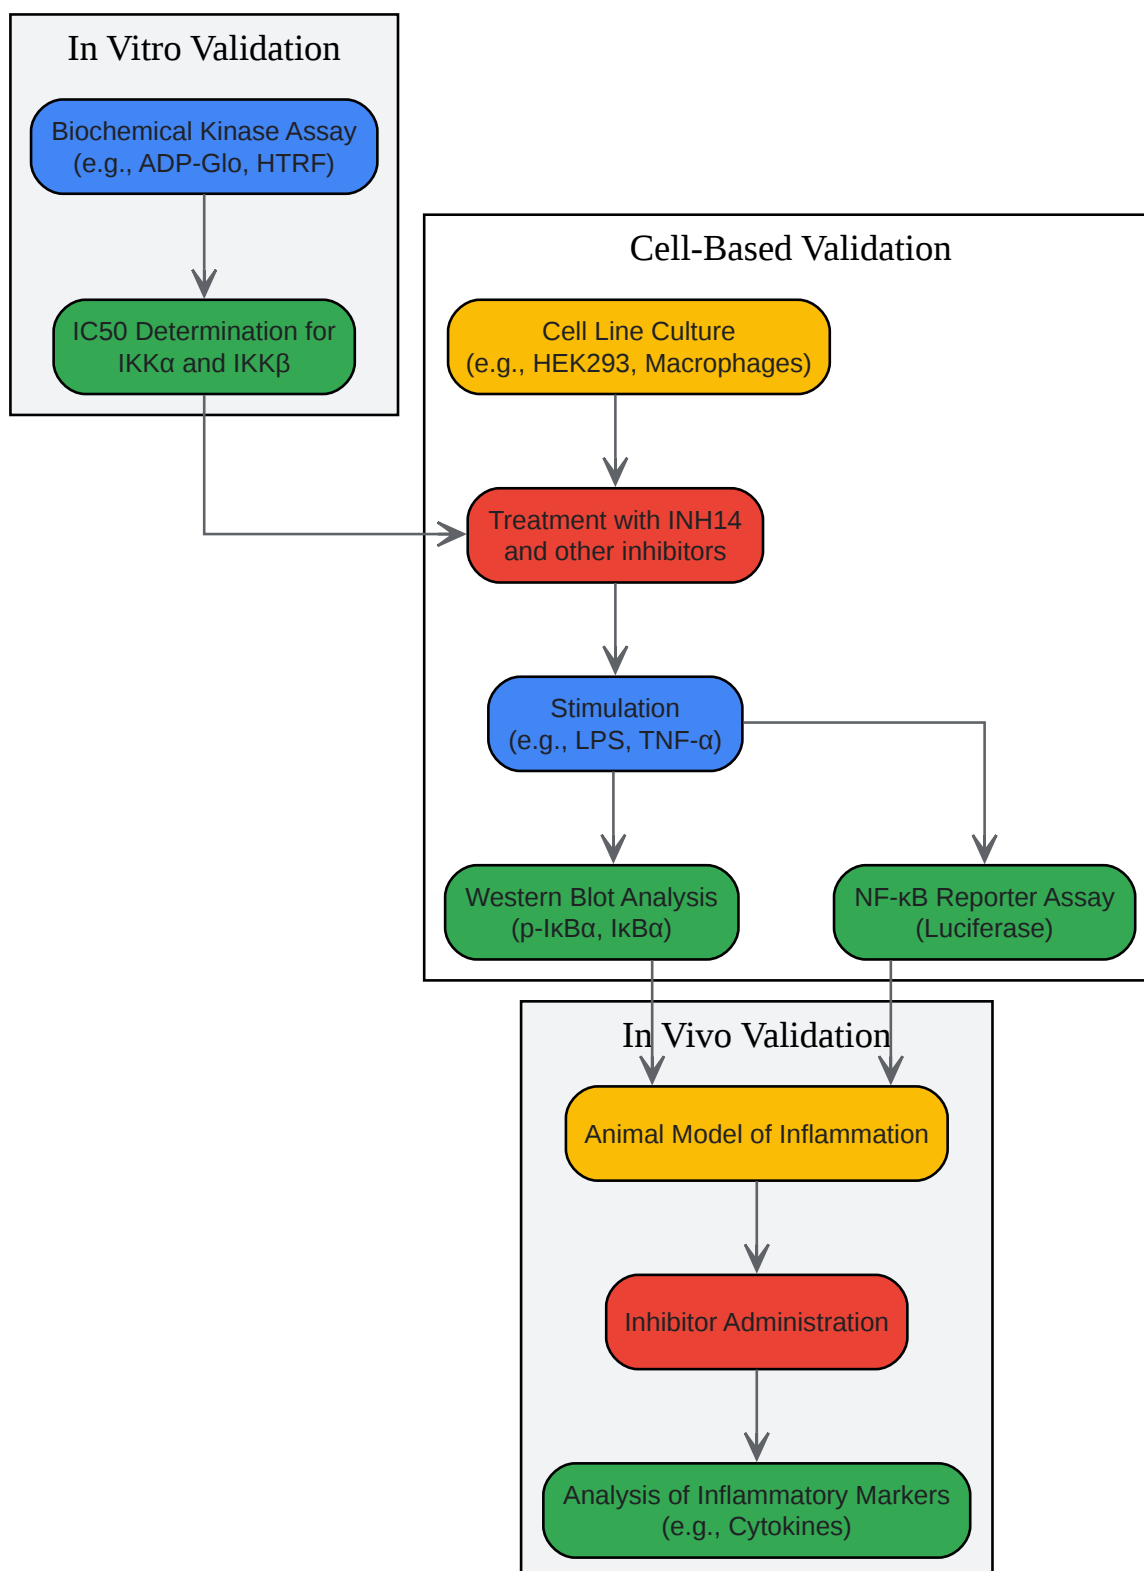 In Vitro Validation
Biochemical Kinase Assay
(e.g., ADP-Glo, HTRF)
IC50 Determination for
IKKα and IKKβ
Cell-Based Validation
Cell Line Culture
(e.g., HEK293, Macrophages)
Treatment with INH14
and other inhibitors
Stimulation
(e.g., LPS, TNF-α)
Western Blot Analysis
(p-IκBα, IκBα)
NF-κB Reporter Assay
(Luciferase)
In Vivo Validation
Animal Model of Inflammation
Inhibitor Administration
Analysis of Inflammatory Markers
(e.g., Cytokines)